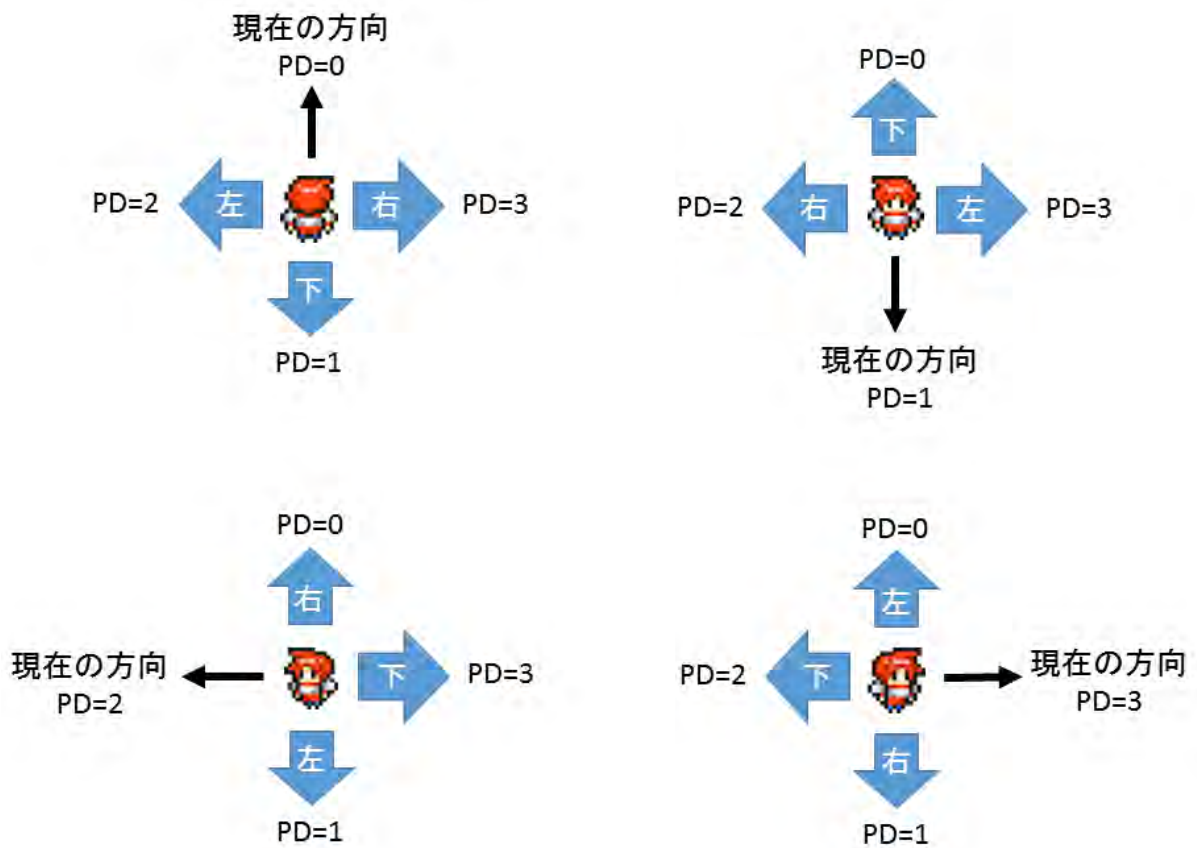 現在の方向
PD=0
PD=2
左
右
PD=3
下
PD=1
PD=0
下
PD=2
右
左
PD=3
現在の方向
PD=1
PD=0
右
現在の方向
PD=2
下
PD=3
左
PD=1
PD=0
左
PD=2
下
現在の方向
PD=3
右
PD=1